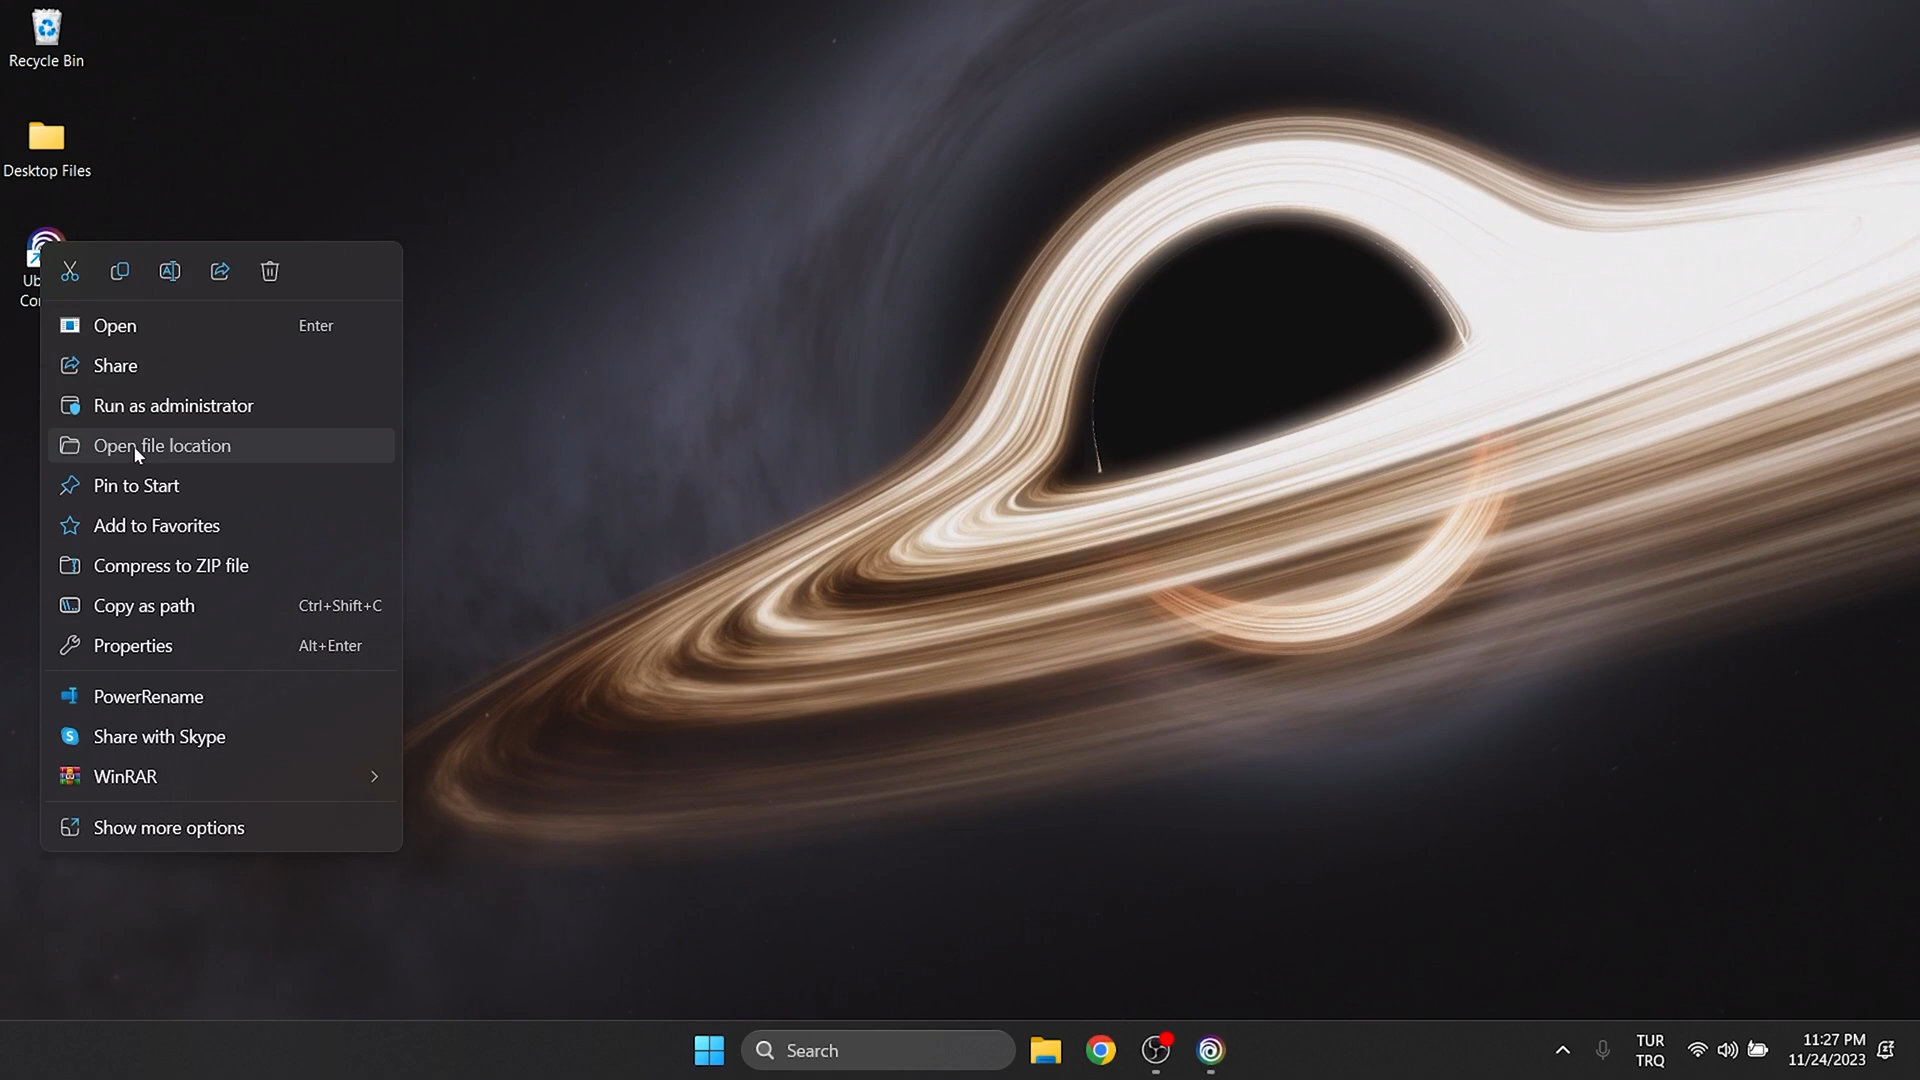 Recycle Bin
Desktop Files
Open Enter
Share
Run as administrator
Open file location
Pin to Start
Add to Favorites
Compress to ZIP file
Copy as path Ctrl+Shift+C
Properties Alt+Enter
PowerRename
Share with Skype
WinRAR
Show more options
Search
TUR
TRQ
11:27 PM
11/24/2023